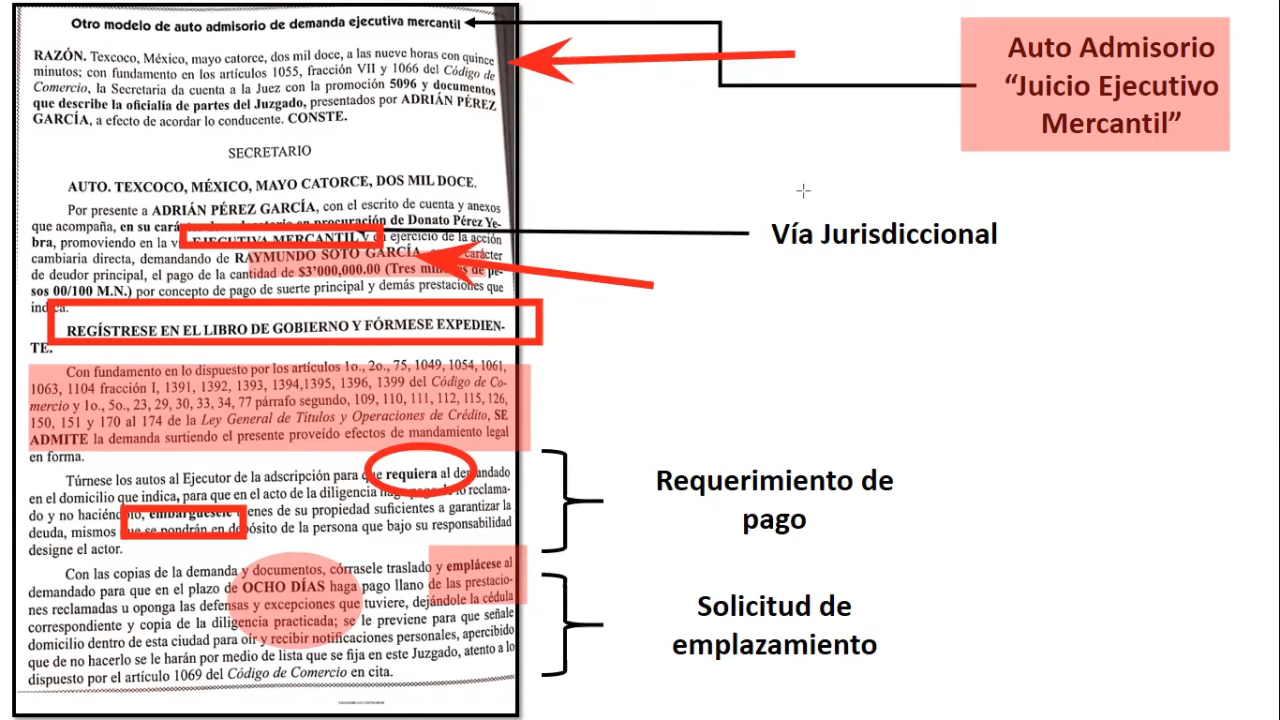 Otro modelo de auto admisorio de demanda ejecutiva mercantil
RAZÓN. Texcoco, México, mayo catorce, dos mil doce, a las nueve horas con quince
minutos; con fundamento en los artículos 1055, fracción VII y 1066 del Código de
Comercio, la Secretaria da cuenta a la Juez con la promoción 5096 y documentos
que describe la oficialía de partes del Juzgado, presentados por ADRIÁN PÉREZ
GARCÍA, a efecto de acordar lo conducente. CONSTE.
SECRETARIO
AUTO. TEXCOCO, MÉXICO, MAYO CATORCE, DOS MIL DOCE.
Por presente a ADRIÁN PÉREZ GARCÍA, con el escrito de cuenta y anexos
que acompaña, en su en procuración de Donato Pérez Ye-
bra, promoviendo en la EJECUTIVA MERCANTIL y ejercicio de la acción
cambiaria directa, demandando de RAYMUNDO SOTO GARCÍA, carácter
de deudor principal, el pago de la cantidad de $3'000,000.00 (Tres de pe-
sos 00/100 M.N.) por concepto de pago de suerte principal y demás prestaciones que
indica.
REGÍSTRESE EN EL LIBRO DE GOBIERNO Y FÓRMESE EXPEDIEN-
TE.
Con fundamento en lo dispuesto por los artículos 1o., 2o., 75, 1049, 1054, 1061,
1063, 1104 fracción I, 1391, 1392, 1393, 1394,1395, 1396, 1399 del Código de Co-
mercio y 1o., 5o., 23, 29, 30, 33, 34, 77 párrafo segundo, 109, 110, 111, 112, 115, 126,
150, 151 y 170 al 174 de la Ley General de Títulos y Operaciones de Crédito, SE
ADMITE la demanda surtiendo el presente proveído efectos de mandamiento legal
en forma.
Túrnese los autos al Ejecutor de la adscripción para que requiera al demandado
en el domicilio que indica, para que en el acto de la diligencia haga pago de lo reclama-
do y no haciéndolo, embárguesele bienes de su propiedad suficientes a garantizar la
deuda, mismos que se pondrán en depósito de la persona que bajo su responsabilidad
designe el actor.
Con las copias de la demanda y documentos, córrasele traslado y emplácese al
demandado para que en el plazo de OCHO DÍAS haga pago llano de las prestacio-
nes reclamadas u oponga las defensas y excepciones que tuviere, dejándole la cédula
correspondiente y copia de la diligencia practicada; se le previene para que señale
domicilio dentro de esta ciudad para oír y recibir notificaciones personales, apercibido
que de no hacerlo se le harán por medio de lista que se fija en este Juzgado, atento a lo
dispuesto por el artículo 1069 del Código de Comercio en cita.
Auto Admisorio
“Juicio Ejecutivo
Mercantil”
Vía Jurisdiccional
Requerimiento de
pago
Solicitud de
emplazamiento